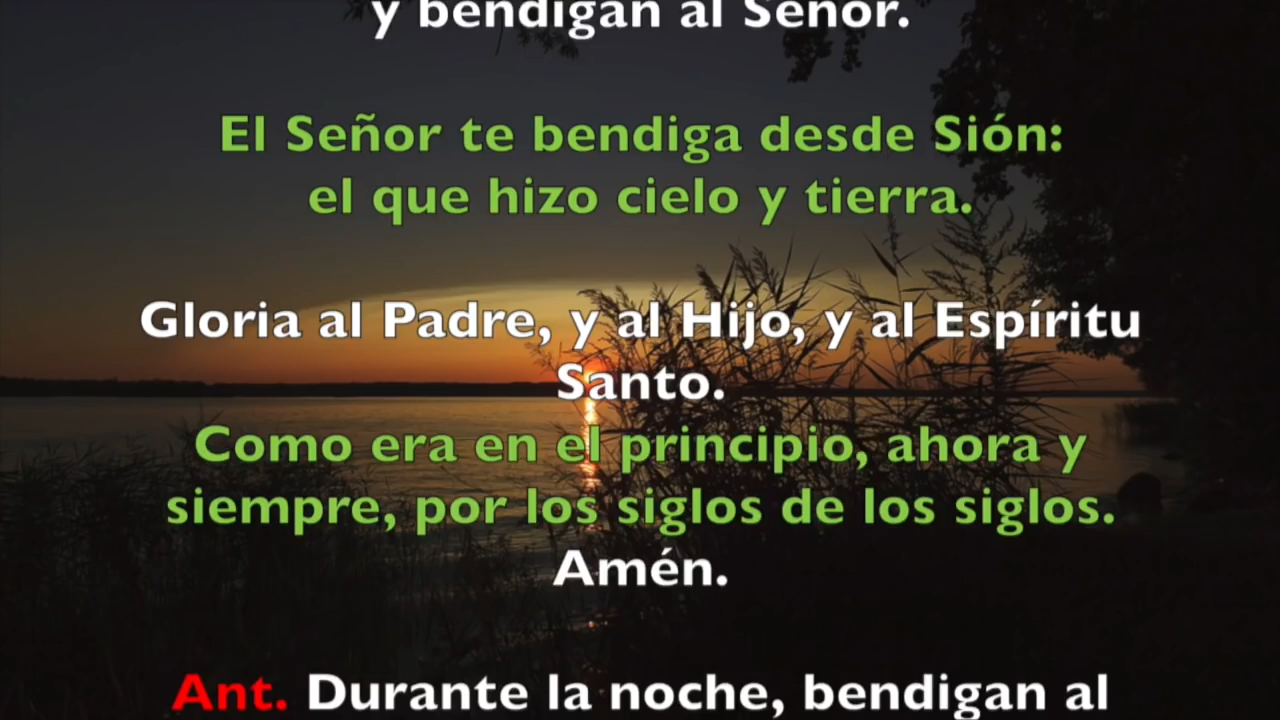 y bendigan al Señor.
El Señor te bendiga desde Sión:
el que hizo cielo y tierra.
Gloria al Padre, y al Hijo, y al Espíritu
Santo.
Como era en el principio, ahora y
siempre, por los siglos de los siglos.
Amén.
Ant. Durante la noche, bendigan al